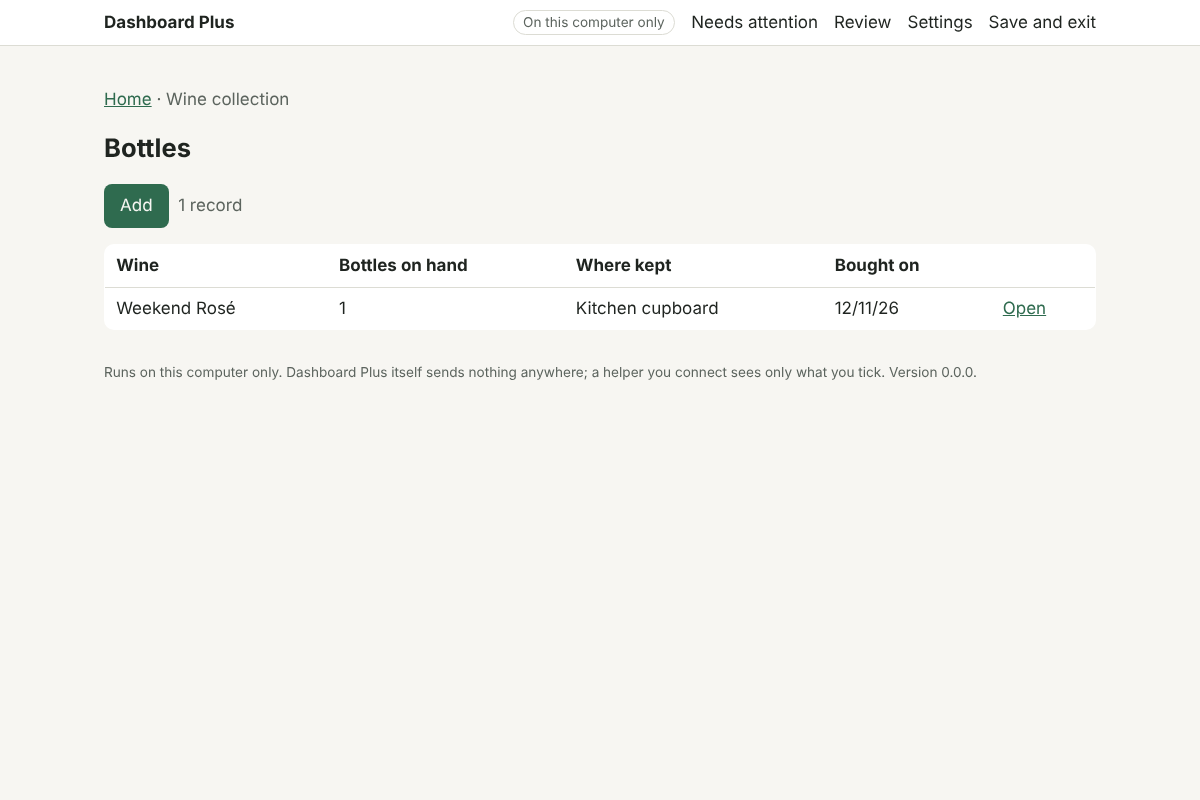 Dashboard Plus On this computer only Needs attention Review Settings Save and exit
Home · Wine collection
Bottles
Add 1 record
Wine Bottles on hand Where kept Bought on
Weekend Rosé 1 Kitchen cupboard 12/11/26 Open
Runs on this computer only. Dashboard Plus itself sends nothing anywhere; a helper you connect sees only what you tick. Version 0.0.0.